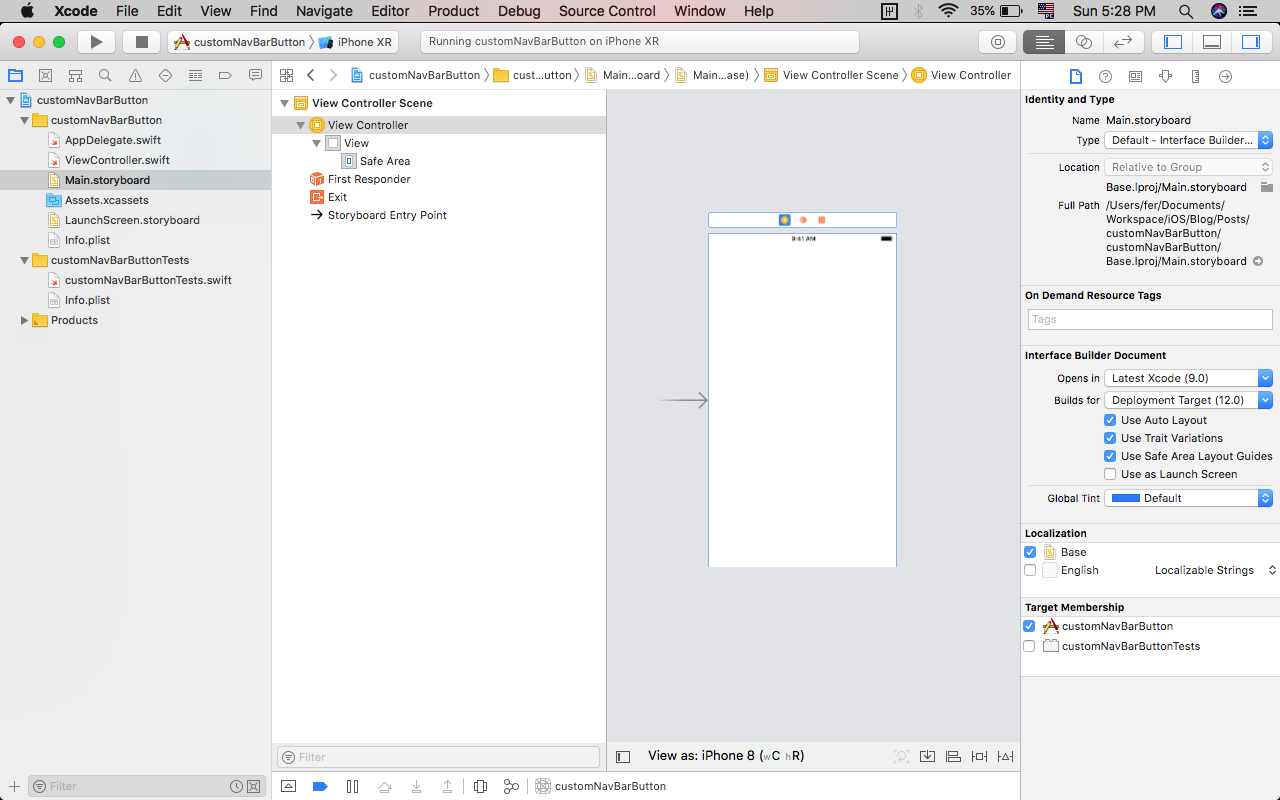 Xcode File Edit View Find Navigate Editor Product Debug Source Control Window Help 35% Sun 5:28 PM
customNavBarButton iPhone XR Running customNavBarButton on iPhone XR
customNavBarButton cust...utton Main...oard Main...ase) View Controller Scene View Controller
customNavBarButton
customNavBarButton
AppDelegate.swift
ViewController.swift
Main.storyboard
Assets.xcassets
LaunchScreen.storyboard
Info.plist
customNavBarButtonTests
customNavBarButtonTests.swift
Info.plist
Products
Filter
View Controller Scene
View Controller
View
Safe Area
First Responder
Exit
Storyboard Entry Point
Filter
9:41 AM
View as: iPhone 8 (wC hR)
customNavBarButton
Identity and Type
Name Main.storyboard
Type Default - Interface Builder...
Location Relative to Group
Base.lproj/Main.storyboard
Full Path /Users/fer/Documents/
Workspace/iOS/Blog/Posts/
customNavBarButton/
customNavBarButton/
Base.lproj/Main.storyboard
On Demand Resource Tags
Tags
Interface Builder Document
Opens in Latest Xcode (9.0)
Builds for Deployment Target (12.0)
Use Auto Layout
Use Trait Variations
Use Safe Area Layout Guides
Use as Launch Screen
Global Tint Default
Localization
Base
English Localizable Strings
Target Membership
customNavBarButton
customNavBarButtonTests